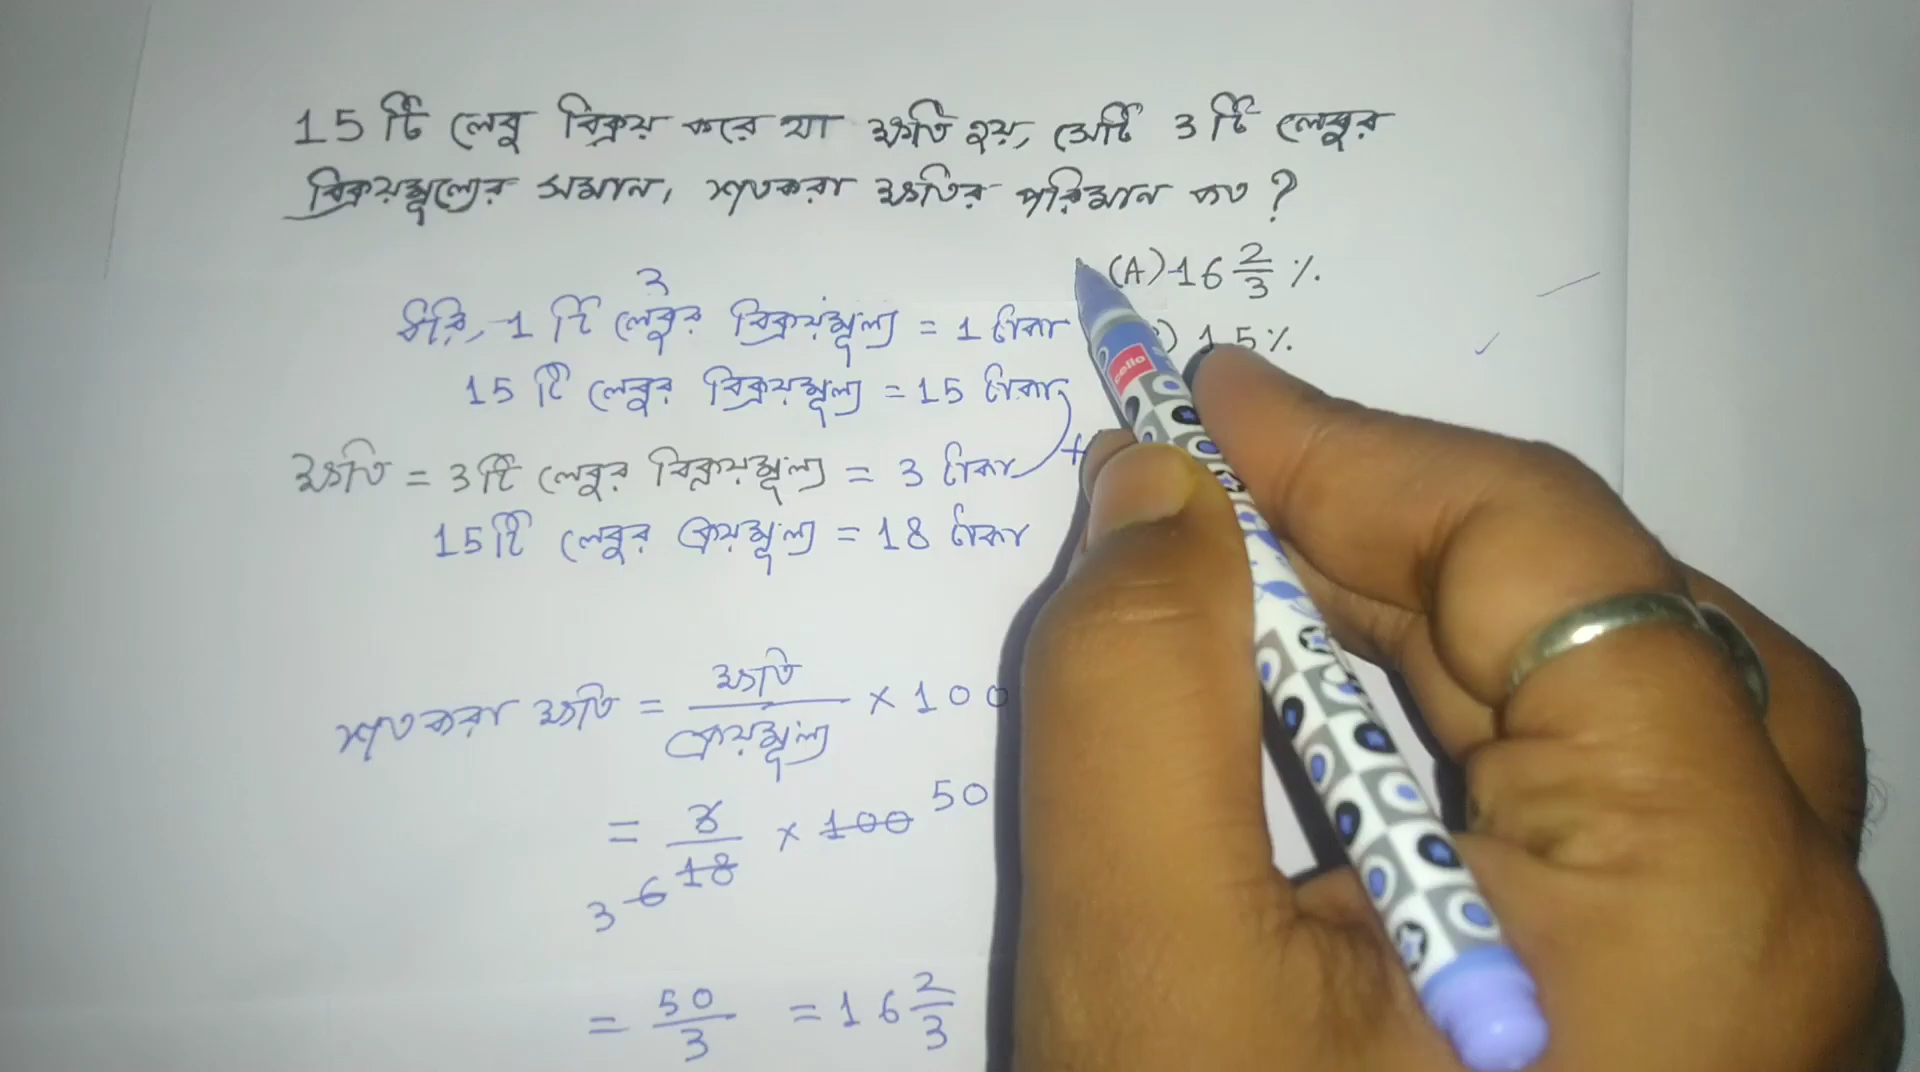 15 টি লেবু বিক্রয় করে যা ক্ষতি হয়, সেটি 3 টি লেবুর
বিক্রয়মূল্যের সমান, শতকরা ক্ষতির পরিমান কত ?
(A) 16 2/3 %
) 15 %
3
ধরি, 1 টি লেবুর বিক্রয়মূল্য = 1 টাকা
15 টি লেবুর বিক্রয়মূল্য = 15 টাকা
ক্ষতি = 3 টি লেবুর বিক্রয়মূল্য = 3 টাকা +
15 টি লেবুর ক্রয়মূল্য = 18 টাকা
শতকরা ক্ষতি = ক্ষতি/ক্রয়মূল্য × 100
= 3/18 × 100 50
3 6
= 50/3 = 16 2/3
cello